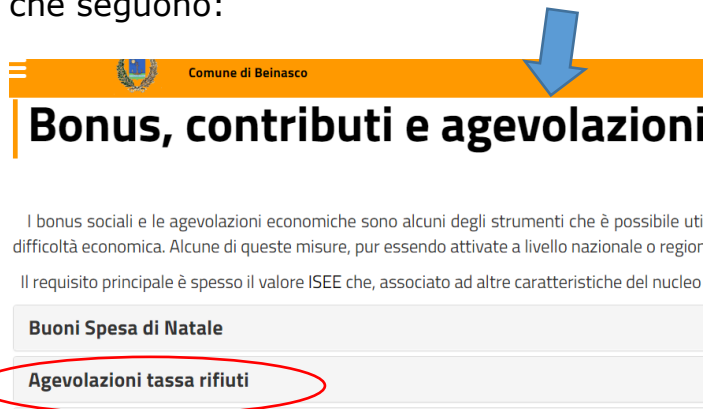 che seguono:
Comune di Beinasco
Bonus, contributi e agevolazioni
I bonus sociali e le agevolazioni economiche sono alcuni degli strumenti che è possibile uti
difficoltà economica. Alcune di queste misure, pur essendo attivate a livello nazionale o region
Il requisito principale è spesso il valore ISEE che, associato ad altre caratteristiche del nucleo
Buoni Spesa di Natale
Agevolazioni tassa rifiuti